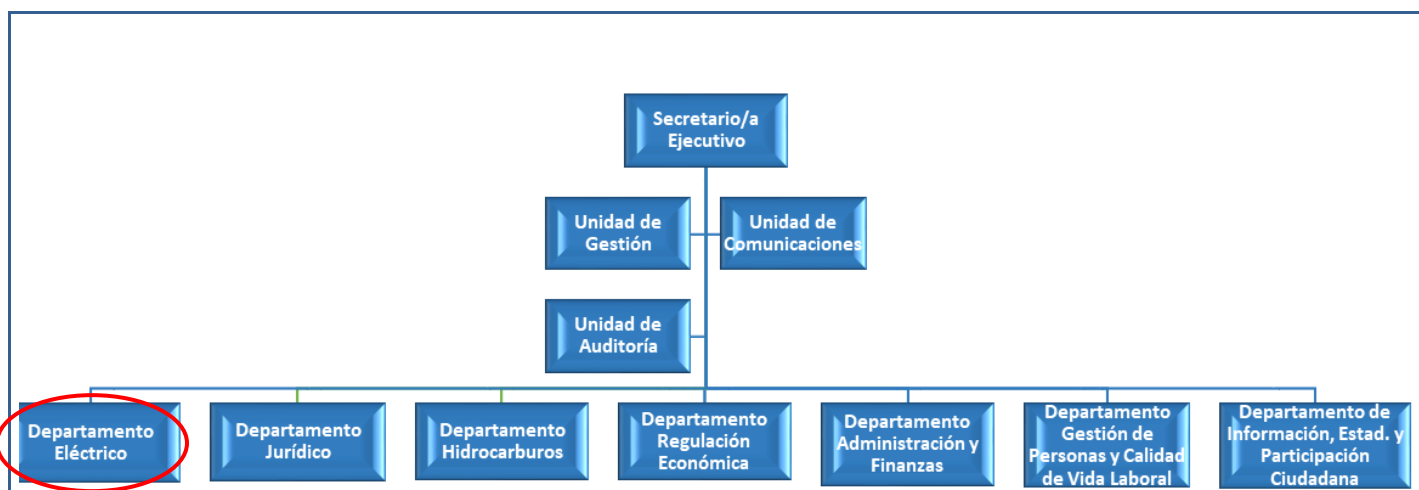 Secretario/a
Ejecutivo
Unidad de
Gestión
Unidad de
Comunicaciones
Unidad de
Auditoría
Departamento
Eléctrico
Departamento
Jurídico
Departamento
Hidrocarburos
Departamento
Regulación
Económica
Departamento
Administración y
Finanzas
Departamento
Gestión de
Personas y Calidad
de Vida Laboral
Departamento de
Información, Estad. y
Participación
Ciudadana